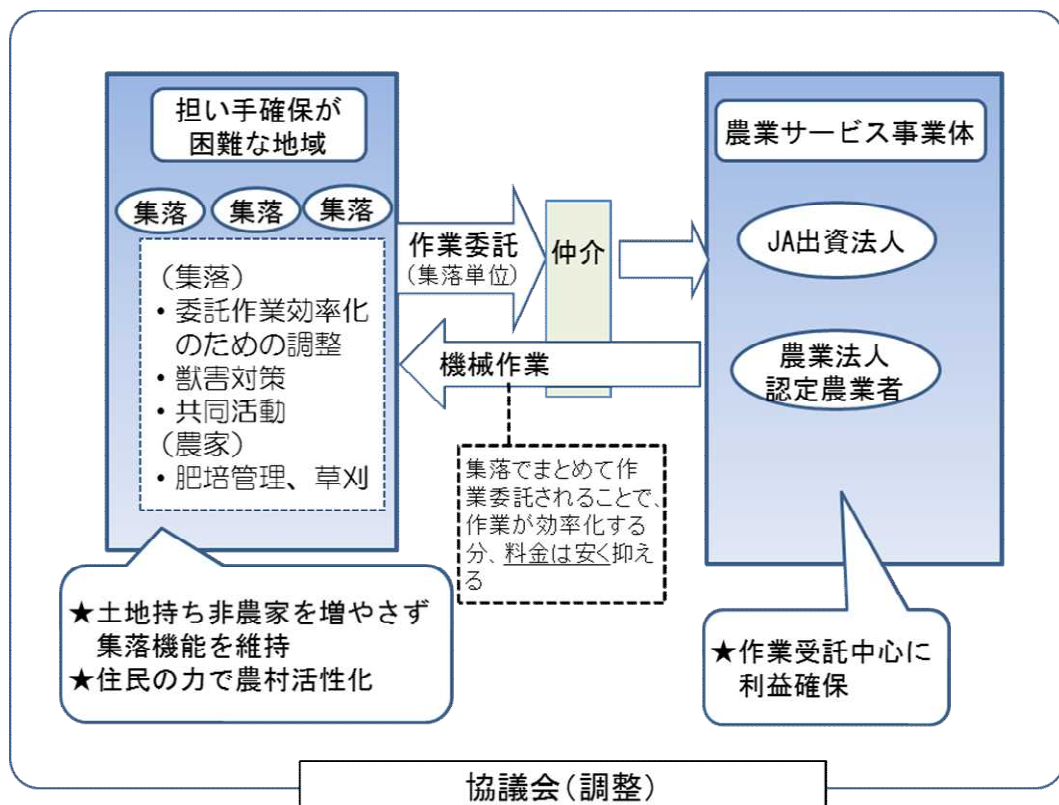 担い手確保が
困難な地域
集落
集落
集落
（集落）
・委託作業効率化
のための調整
・獣害対策
・共同活動
（農家）
・肥培管理、草刈
作業委託
（集落単位）
仲介
機械作業
集落でまとめて作
業委託されることで、
作業が効率化する
分、料金は安く抑え
る
農業サービス事業体
JA出資法人
農業法人
認定農業者
★土地持ち非農家を増やさず
集落機能を維持
★住民の力で農村活性化
★作業受託中心に
利益確保
協議会（調整）